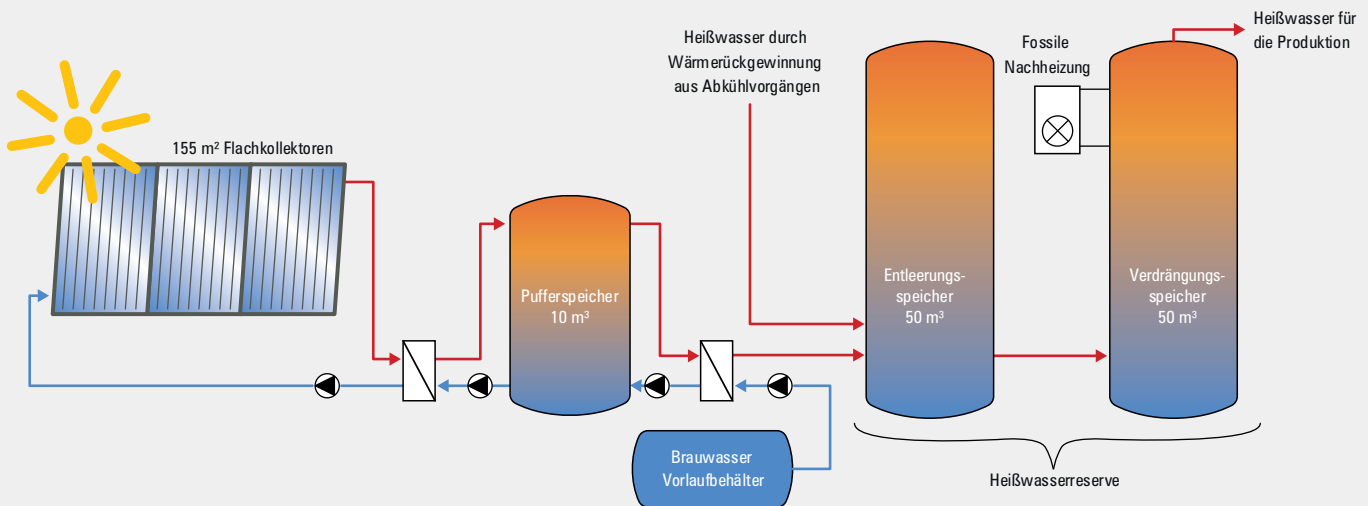 155 m² Flachkollektoren
Pufferspeicher
10 m³
Brauwasser
Vorlaufbehälter
Heißwasser durch
Wärmerückgewinnung
aus Abkühlvorgängen
Entleerungs-
speicher
50 m³
Fossile
Nachheizung
Verdrängungs-
speicher
50 m³
Heißwasser für
die Produktion
Heißwasserreserve